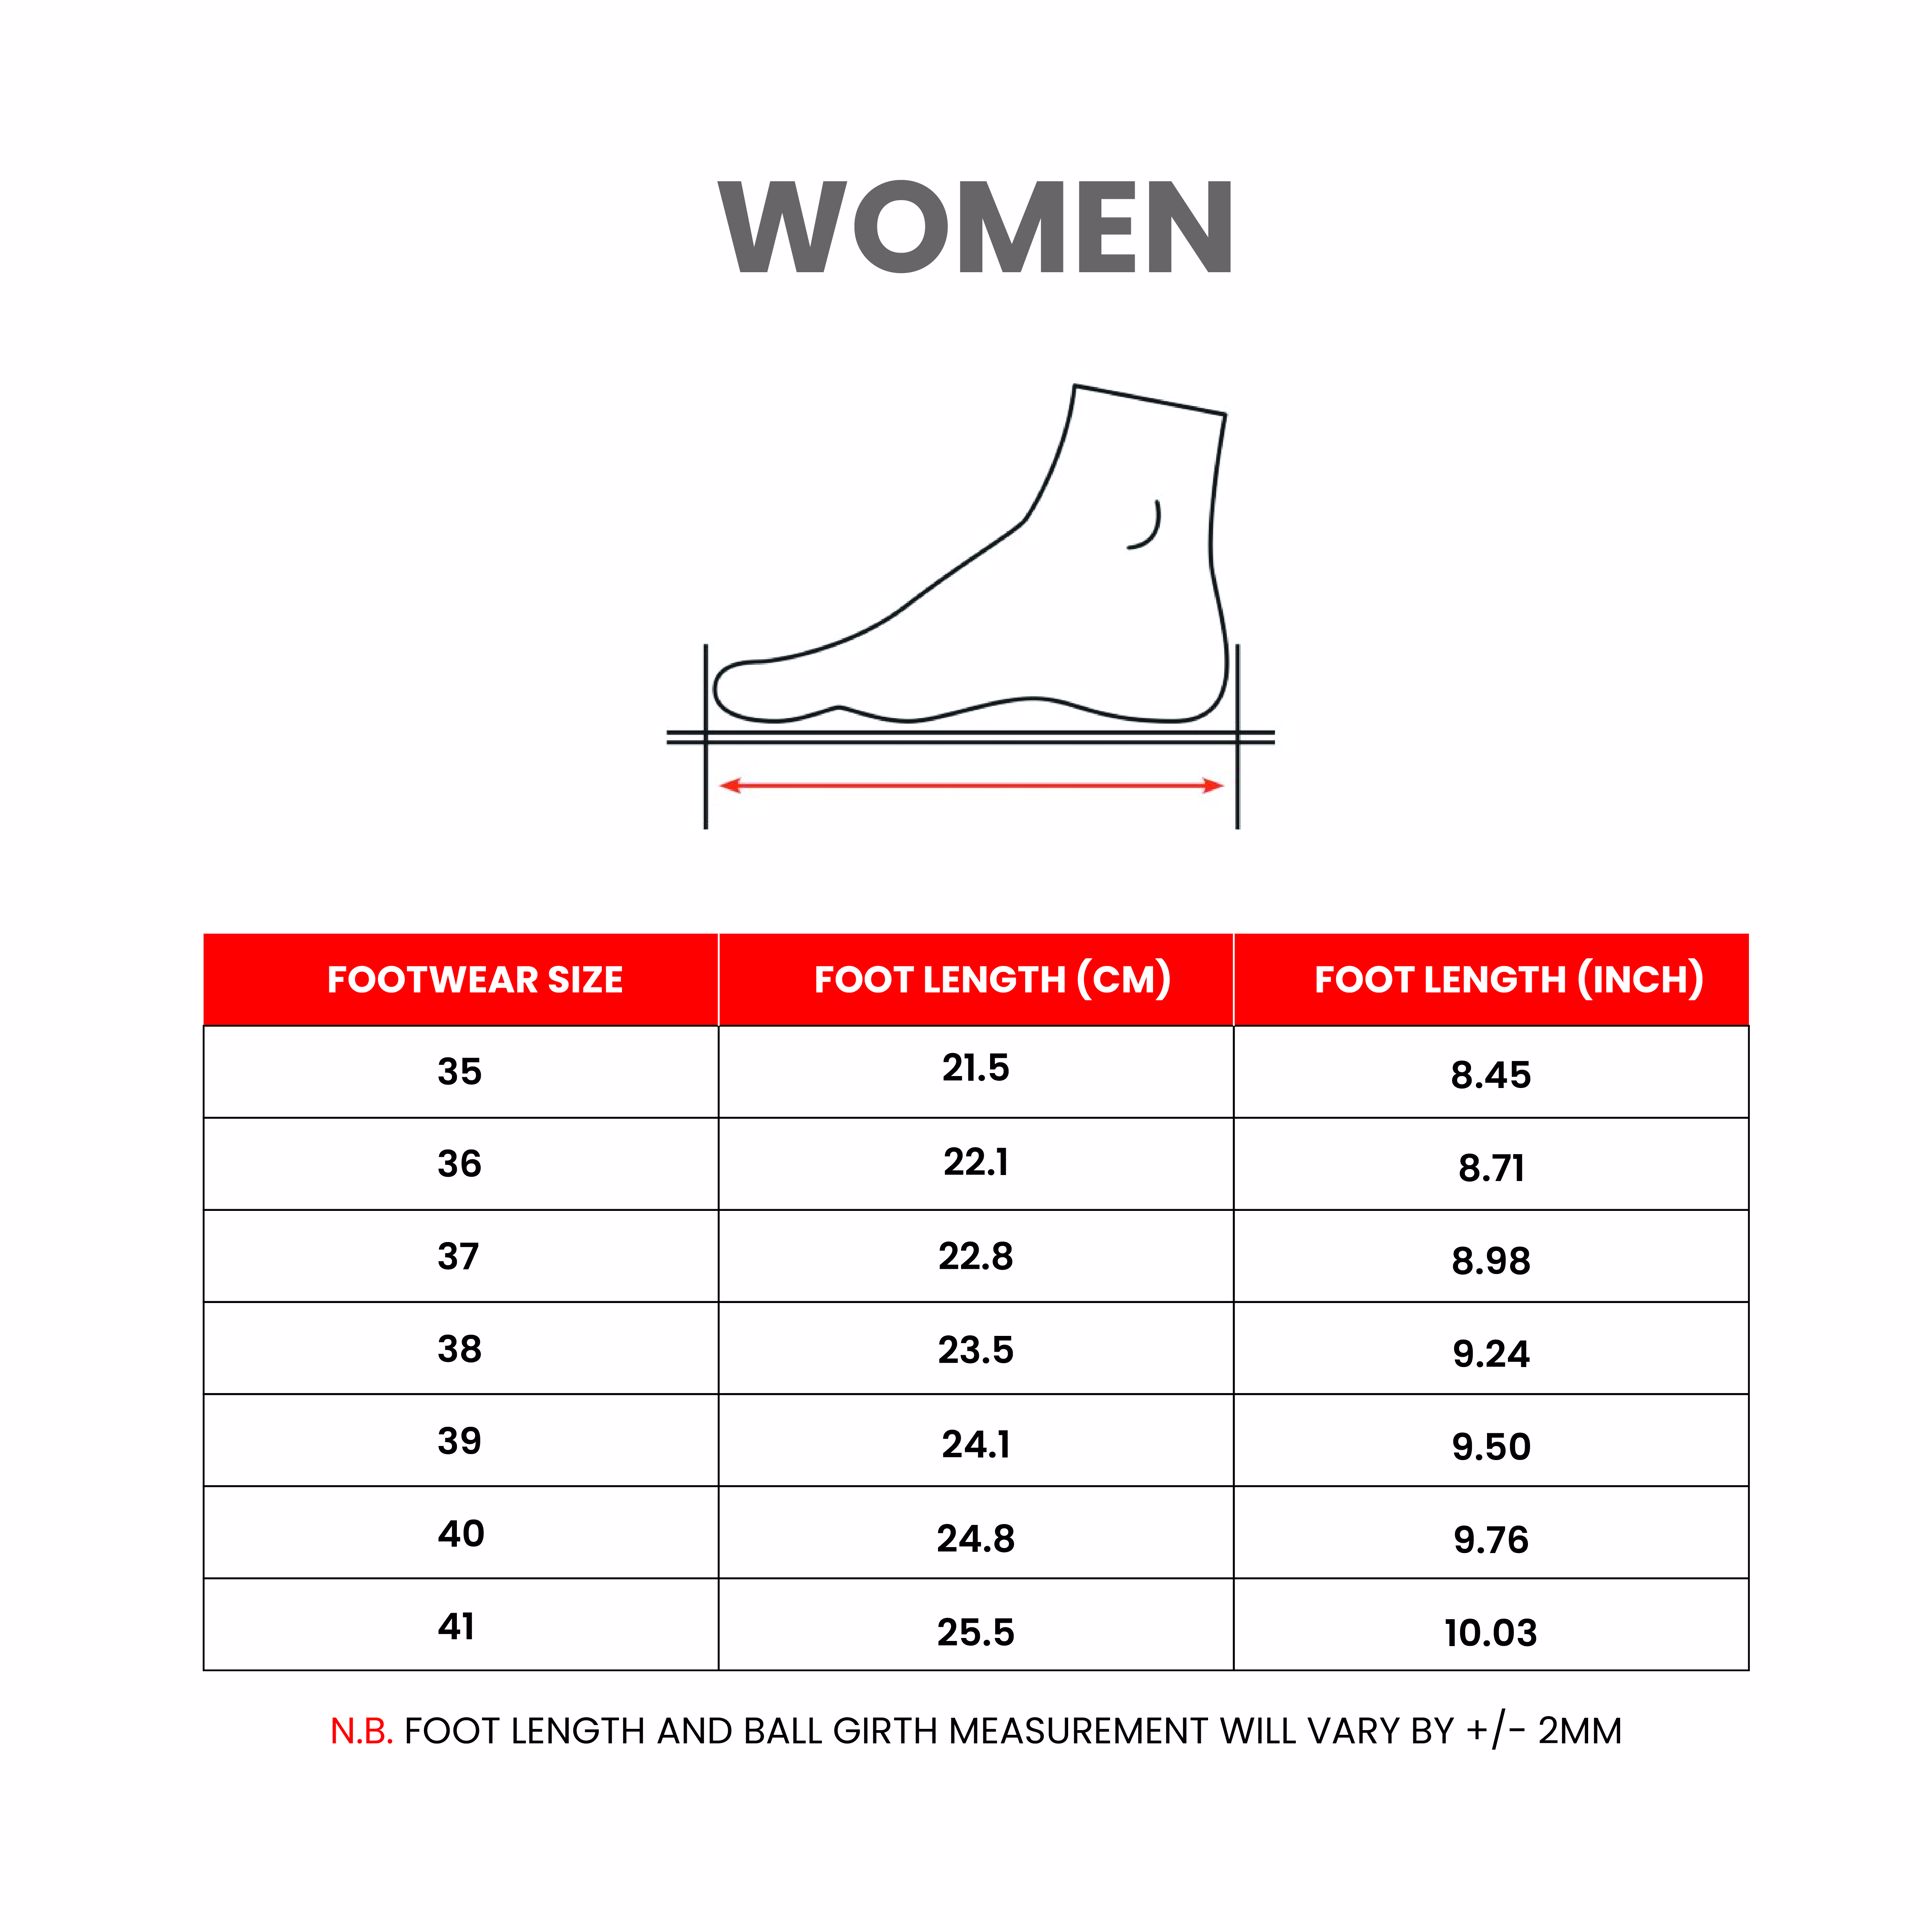 WOMEN
FOOTWEAR SIZE FOOT LENGTH (CM) FOOT LENGTH (INCH)
35 21.5 8.45
36 22.1 8.71
37 22.8 8.98
38 23.5 9.24
39 24.1 9.50
40 24.8 9.76
41 25.5 10.03
N.B. FOOT LENGTH AND BALL GIRTH MEASUREMENT WILL VARY BY +/- 2MM